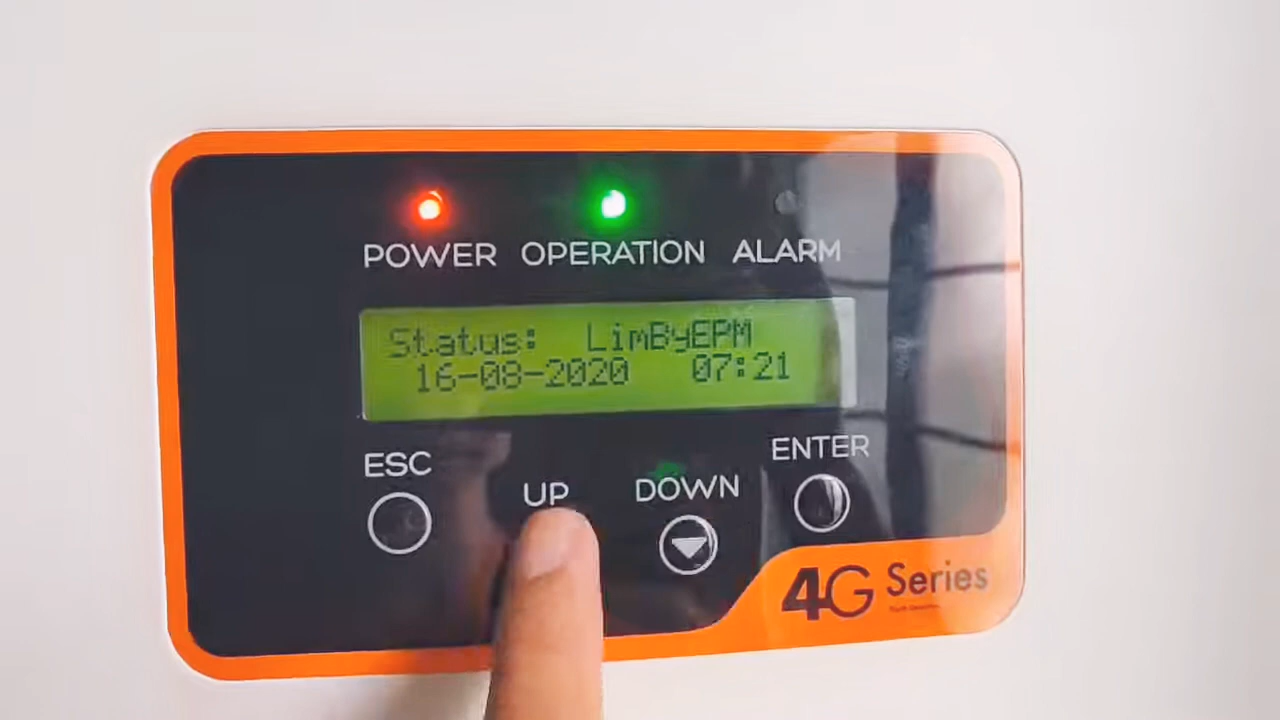 POWER OPERATION ALARM
Status: LimByEPM
16-08-2020 07:21
ESC UP DOWN ENTER
4G Series